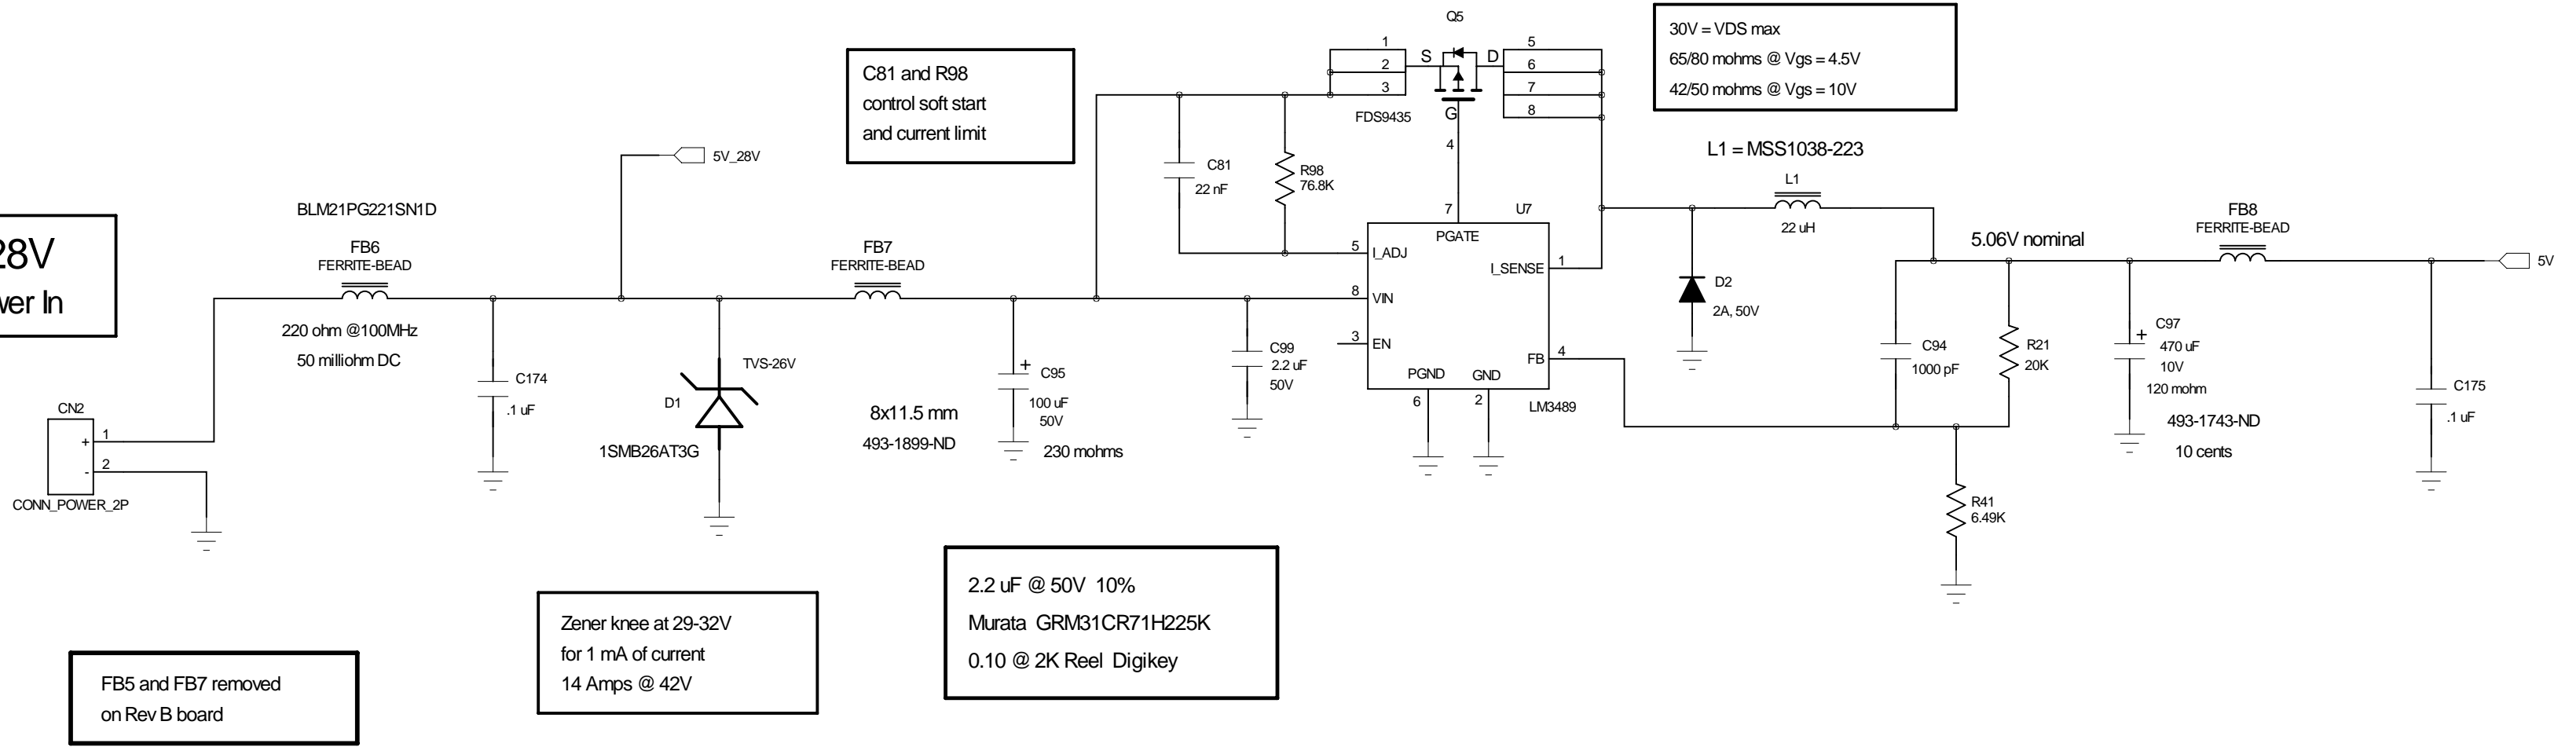 28V
wer In
BLM21PG221SN1D
FB6
FERRITE-BEAD
220 ohm @100MHz
50 milliohm DC
CN2
+
1
-
2
CONN_POWER_2P
C174
.1 uF
5V_28V
TVS-26V
D1
1SMB26AT3G
C81 and R98
control soft start
and current limit
FB7
FERRITE-BEAD
8x11.5 mm
493-1899-ND
+
C95
100 uF
50V
230 mohms
C99
2.2 uF
50V
C81
22 nF
R98
76.8K
Q5
1
2
3
S
D
G
5
6
7
8
FDS9435
4
7
U7
PGATE
5
I_ADJ
I_SENSE
1
8
VIN
3
EN
FB
4
PGND
GND
6
2
LM3489
30V = VDS max
65/80 mohms @ Vgs = 4.5V
42/50 mohms @ Vgs = 10V
L1 = MSS1038-223
L1
22 uH
D2
2A, 50V
5.06V nominal
FB8
FERRITE-BEAD
5V
C94
1000 pF
R21
20K
+
C97
470 uF
10V
120 mohm
493-1743-ND
10 cents
C175
.1 uF
R41
6.49K
2.2 uF @ 50V 10%
Murata GRM31CR71H225K
0.10 @ 2K Reel Digikey
Zener knee at 29-32V
for 1 mA of current
14 Amps @ 42V
FB5 and FB7 removed
on Rev B board